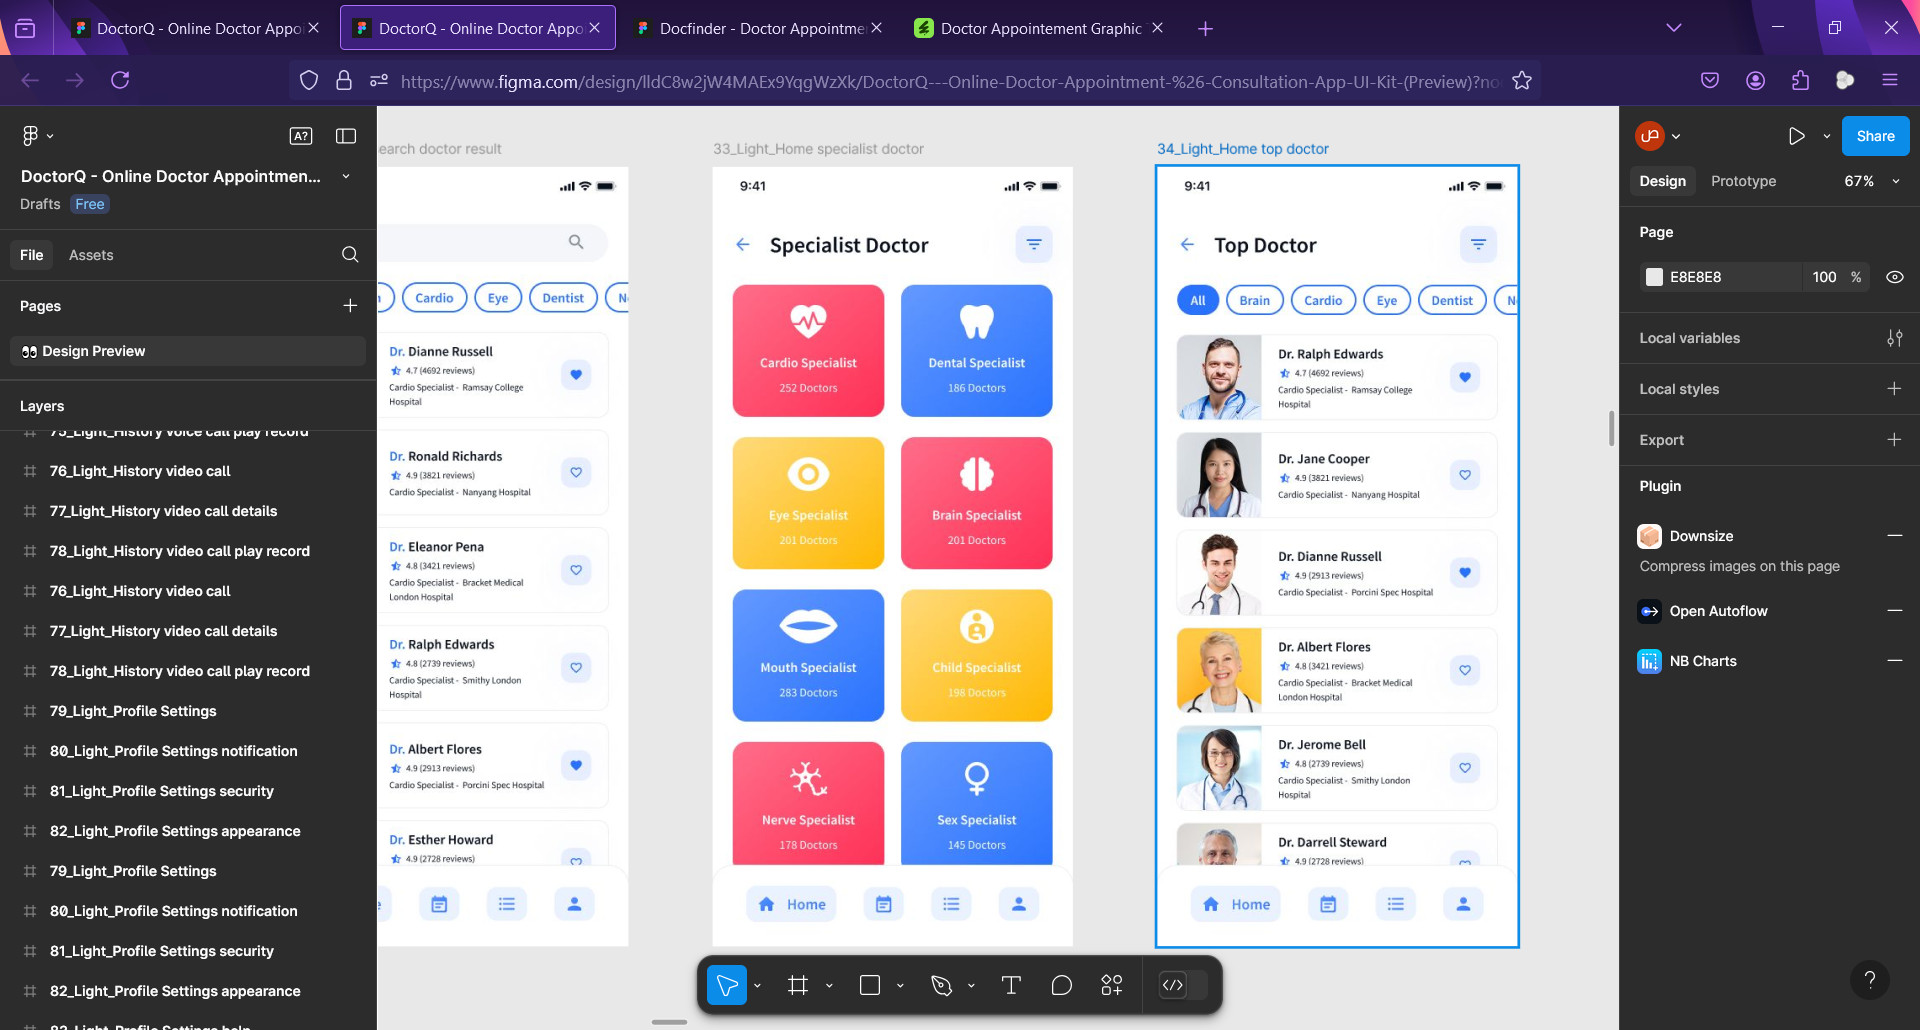 DoctorQ - Online Doctor Appoi
DoctorQ - Online Doctor Appo
Docfinder - Doctor Appointme
Doctor Appointement Graphic
https://www.figma.com/design/lldC8w2jW4MAEx9YqgWzXk/DoctorQ---Online-Doctor-Appointment-%26-Consultation-App-UI-Kit-(Preview)?no
A?
DoctorQ - Online Doctor Appointmen...
Drafts Free
File Assets
Pages
Design Preview
Layers
75_Light_History voice call play record
76_Light_History video call
77_Light_History video call details
78_Light_History video call play record
76_Light_History video call
77_Light_History video call details
78_Light_History video call play record
79_Light_Profile Settings
80_Light_Profile Settings notification
81_Light_Profile Settings security
82_Light_Profile Settings appearance
79_Light_Profile Settings
80_Light_Profile Settings notification
81_Light_Profile Settings security
82_Light_Profile Settings appearance
earch doctor result
Cardio Eye Dentist
Dr. Dianne Russell
4.7 (4692 reviews)
Cardio Specialist - Ramsay College
Hospital
Dr. Ronald Richards
4.9 (3821 reviews)
Cardio Specialist - Nanyang Hospital
Dr. Eleanor Pena
4.8 (3421 reviews)
Cardio Specialist - Bracket Medical
London Hospital
Dr. Ralph Edwards
4.8 (2739 reviews)
Cardio Specialist - Smithy London
Hospital
Dr. Albert Flores
4.9 (2913 reviews)
Cardio Specialist - Porcini Spec Hospital
Dr. Esther Howard
4.9 (2728 reviews)
33_Light_Home specialist doctor
9:41
Specialist Doctor
Cardio Specialist
252 Doctors
Dental Specialist
186 Doctors
Eye Specialist
201 Doctors
Brain Specialist
201 Doctors
Mouth Specialist
283 Doctors
Child Specialist
198 Doctors
Nerve Specialist
178 Doctors
Sex Specialist
145 Doctors
Home
34_Light_Home top doctor
9:41
Top Doctor
All Brain Cardio Eye Dentist
Dr. Ralph Edwards
4.7 (4692 reviews)
Cardio Specialist - Ramsay College
Hospital
Dr. Jane Cooper
4.9 (3821 reviews)
Cardio Specialist - Nanyang Hospital
Dr. Dianne Russell
4.9 (2913 reviews)
Cardio Specialist - Porcini Spec Hospital
Dr. Albert Flores
4.8 (3421 reviews)
Cardio Specialist - Bracket Medical
London Hospital
Dr. Jerome Bell
4.8 (2739 reviews)
Cardio Specialist - Smithy London
Hospital
Dr. Darrell Steward
4.9 (2728 reviews)
Home
ص
Share
Design Prototype 67%
Page
E8E8E8 100 %
Local variables
Local styles
Export
Plugin
Downsize
Compress images on this page
Open Autoflow
NB Charts
?